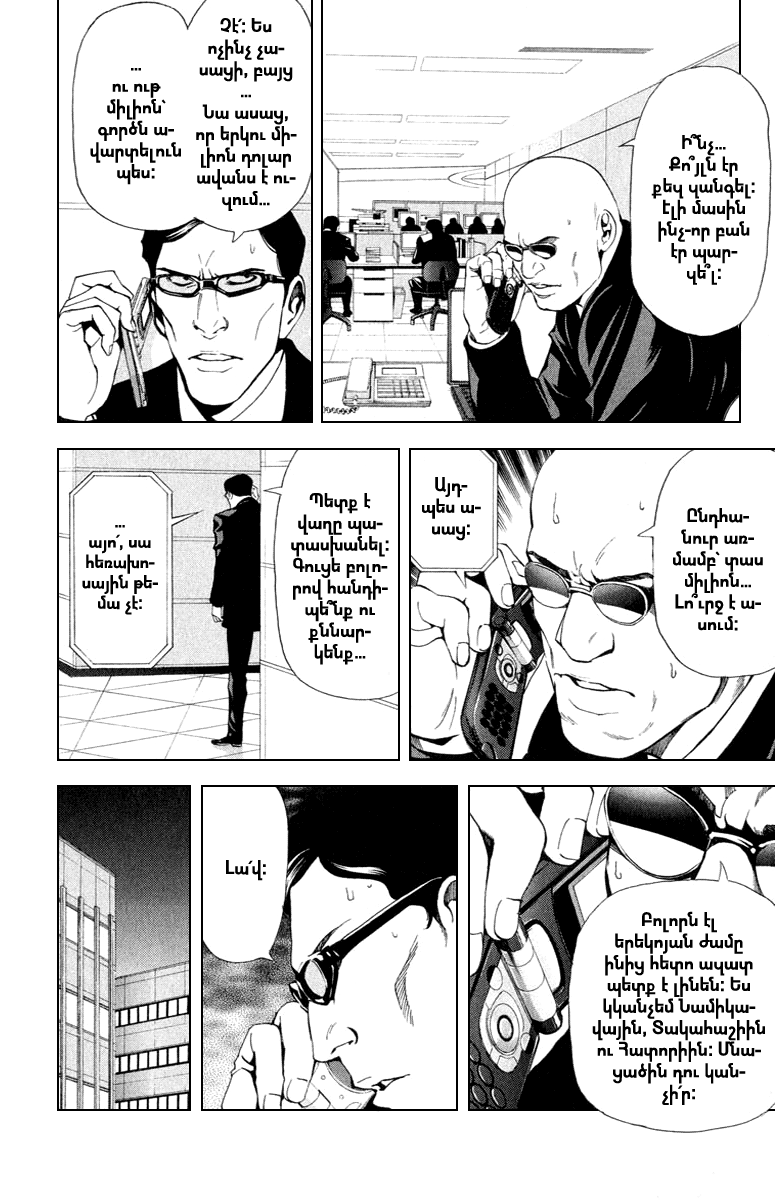 Ի՞նչ...
Քո՞յլն էր
քեզ զանգել:
էլի մասին
ինչ-որ բան
էր պար-
զե՞լ:
Չէ՛: Ես
ոչինչ չա-
սացի, բայց
...
Նա ասաց,
որ երկու մի-
լիոն դոլար
ավանս է ու-
զում...
...
ու ութ
միլիոն՝
գործն ա-
վարտելուն
պես:
Ընդհա-
նուր առ-
մամբ՝ տաս
միլիոն...
Լո՞ւրջ է ա-
սում:
Այդ-
պես ա-
սաց:
Պետք է
վաղը պա-
տասխանել:
Գուցե բոլո-
րով հանդի-
պե՞նք ու
քննար-
կենք...
...
այո՛, սա
հեռախո-
սային թե-
մա չէ:
Բոլորն էլ
երեկոյան ժամը
ինից հետո ազատ
պետք է լինեն: Ես
կկանչեմ Նամիկա-
վային, Տակահաշիին
ու Հատորիին: Մնա-
ցածին դու կան-
չի՛ր:
Լա՛վ: